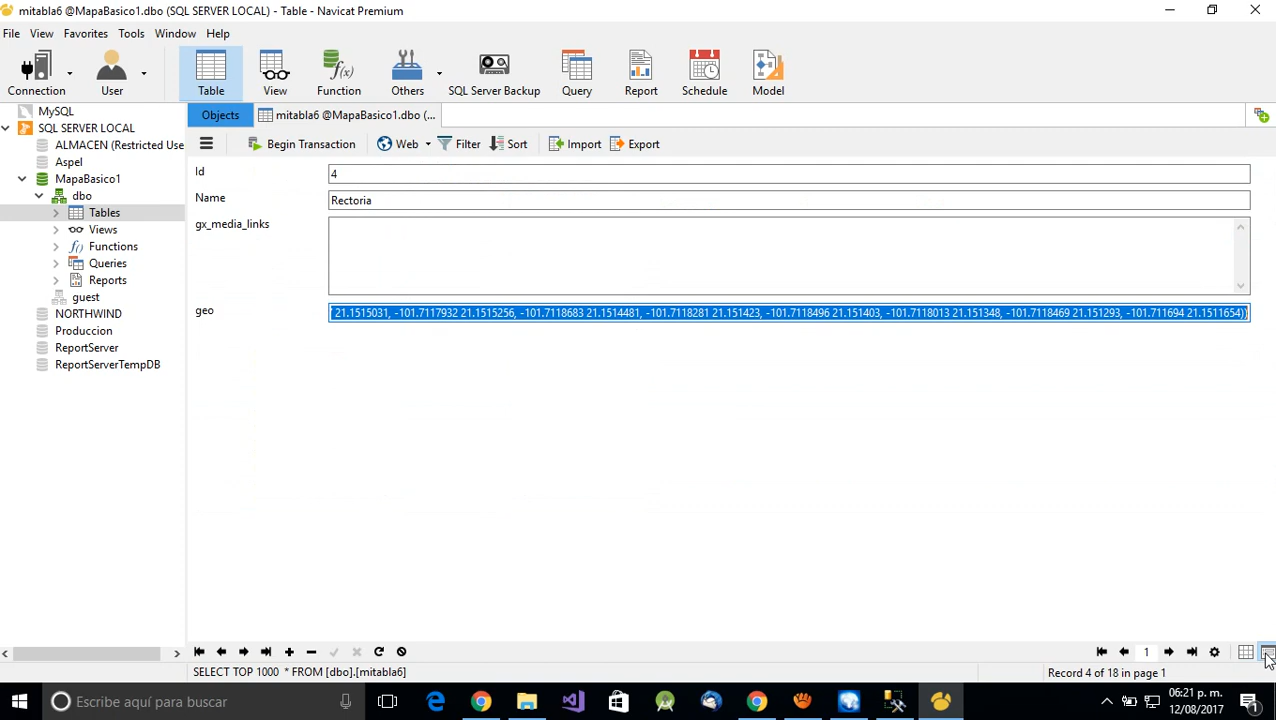 mitabla6 @MapaBasico1.dbo (SQL SERVER LOCAL) - Table - Navicat Premium
File View Favorites Tools Window Help
Connection User Table View Function Others SQL Server Backup Query Report Schedule Model
MySQL
SQL SERVER LOCAL
ALMACEN (Restricted Use
Aspel
MapaBasico1
dbo
Tables
Views
Functions
Queries
Reports
guest
NORTHWIND
Produccion
ReportServer
ReportServerTempDB
Objects mitabla6 @MapaBasico1.dbo (...
Begin Transaction Web Filter Sort Import Export
Id 4
Name Rectoria
gx_media_links
geo 21.1515031, -101.7117932 21.1515256, -101.7118683 21.1514481, -101.7118281 21.151423, -101.7118496 21.151403, -101.7118013 21.151348, -101.7118469 21.151293, -101.711694 21.1511654))
1
SELECT TOP 1000 * FROM [dbo].[mitabla6] Record 4 of 18 in page 1
Escribe aquí para buscar
06:21 p. m.
12/08/2017
1